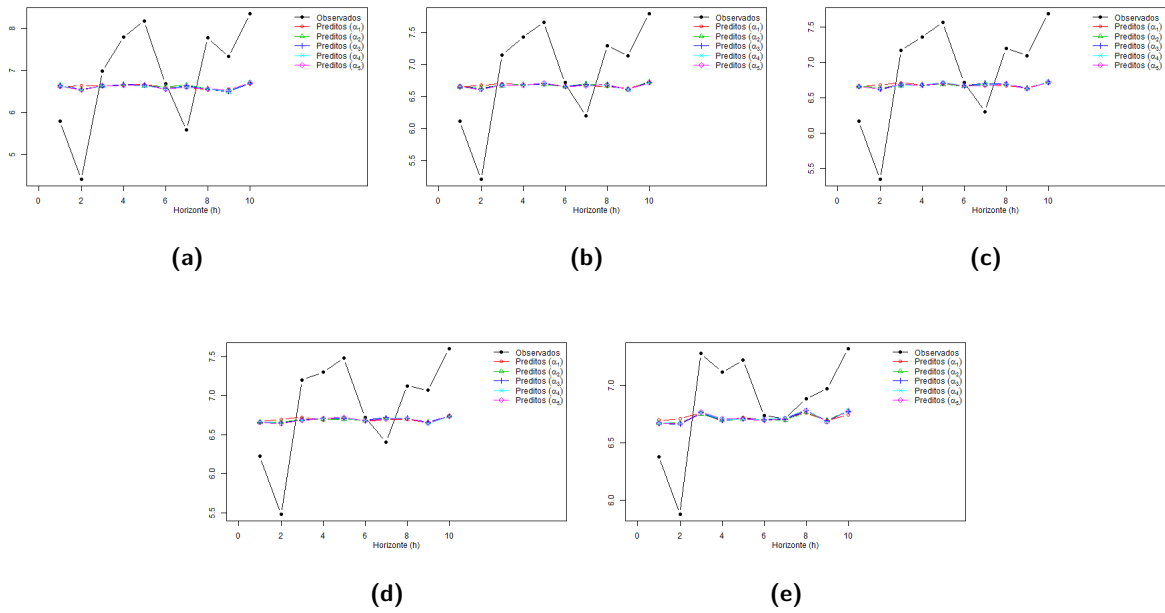 Observados
Preditos (α₁)
Preditos (α₂)
Preditos (α₃)
Preditos (α₄)
Preditos (α₅)
8
7
6
5
0 2 4 6 8 10
Horizonte (h)
(a)
Observados
Preditos (α₁)
Preditos (α₂)
Preditos (α₃)
Preditos (α₄)
Preditos (α₅)
7.5
7.0
6.5
6.0
5.5
0 2 4 6 8 10
Horizonte (h)
(b)
Observados
Preditos (α₁)
Preditos (α₂)
Preditos (α₃)
Preditos (α₄)
Preditos (α₅)
7.5
7.0
6.5
6.0
5.5
0 2 4 6 8 10
Horizonte (h)
(c)
Observados
Preditos (α₁)
Preditos (α₂)
Preditos (α₃)
Preditos (α₄)
Preditos (α₅)
7.5
7.0
6.5
6.0
5.5
0 2 4 6 8 10
Horizonte (h)
(d)
Observados
Preditos (α₁)
Preditos (α₂)
Preditos (α₃)
Preditos (α₄)
Preditos (α₅)
7.0
6.5
6.0
0 2 4 6 8 10
Horizonte (h)
(e)